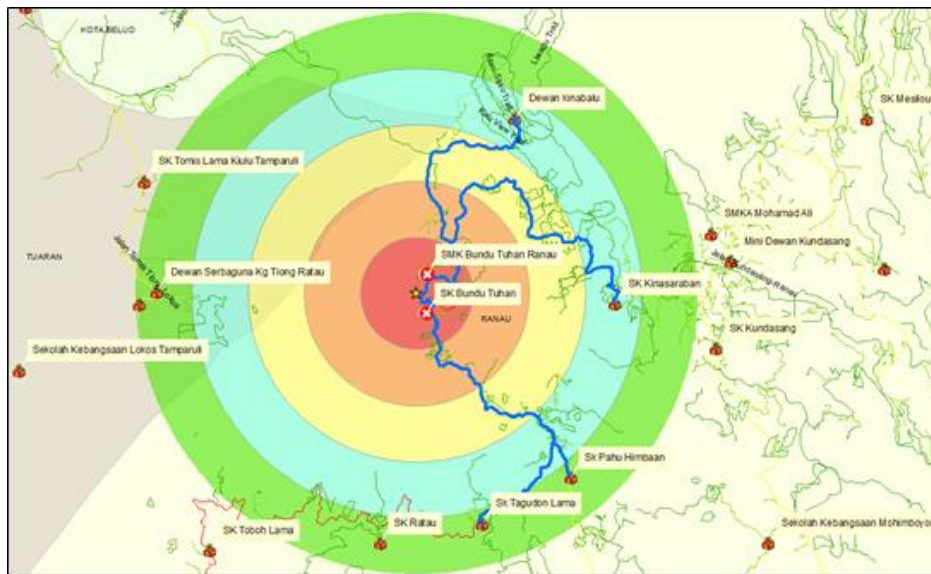 KOTA BELUD
Dewan kinabalu
SK Mesilou
SK Tomis Lama Kiulu Tamparuli
SMKA Mohamad Ali
Mini Dewan Kundasang
TUARAN
SMK Bundu Tuhan Ranau
Dewan Serbaguna Kg Tiong Ratau
SK Kinasaraban
SK Bundu Tuhan
RANAU
SK Kundasang
Sekolah Kebangsaan Lokos Tamparuli
Sk Pahu Himbaan
Sk Tagudon Lama
SK Toboh Lama
SK Ratau
Sekolah Kebangsaan Mohimboyon